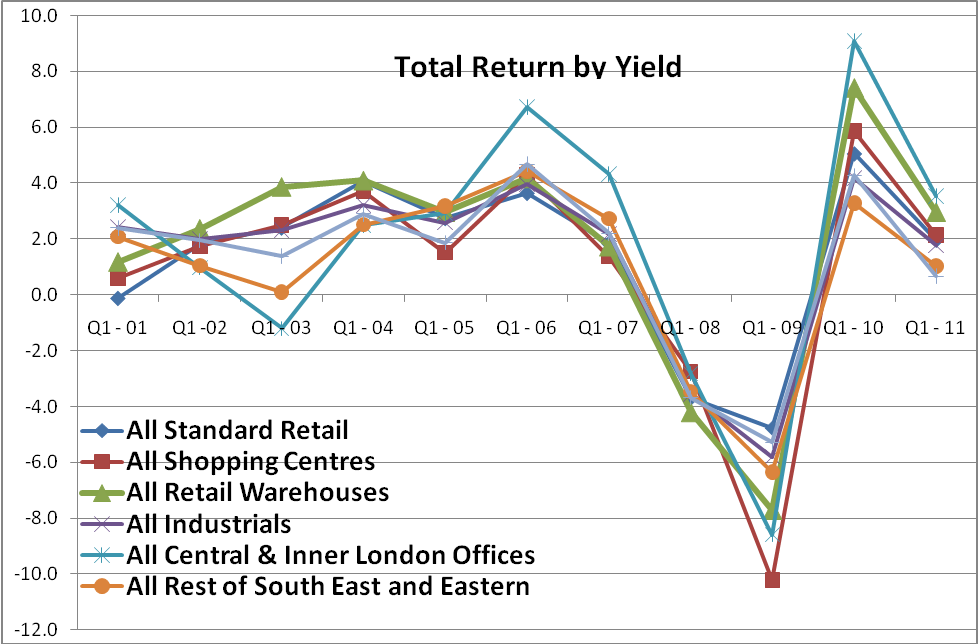 10.0
Total Return by Yield
8.0
6.0
4.0
2.0
0.0
Q1 - 01 Q1 - 02 Q1 - 03 Q1 - 04 Q1 - 05 Q1 - 06 Q1 - 07 Q1 - 08 Q1 - 09 Q1 - 10 Q1 - 11
-2.0
-4.0
All Standard Retail
All Shopping Centres
-6.0
All Retail Warehouses
All Industrials
-8.0
All Central & Inner London Offices
-10.0
All Rest of South East and Eastern
-12.0